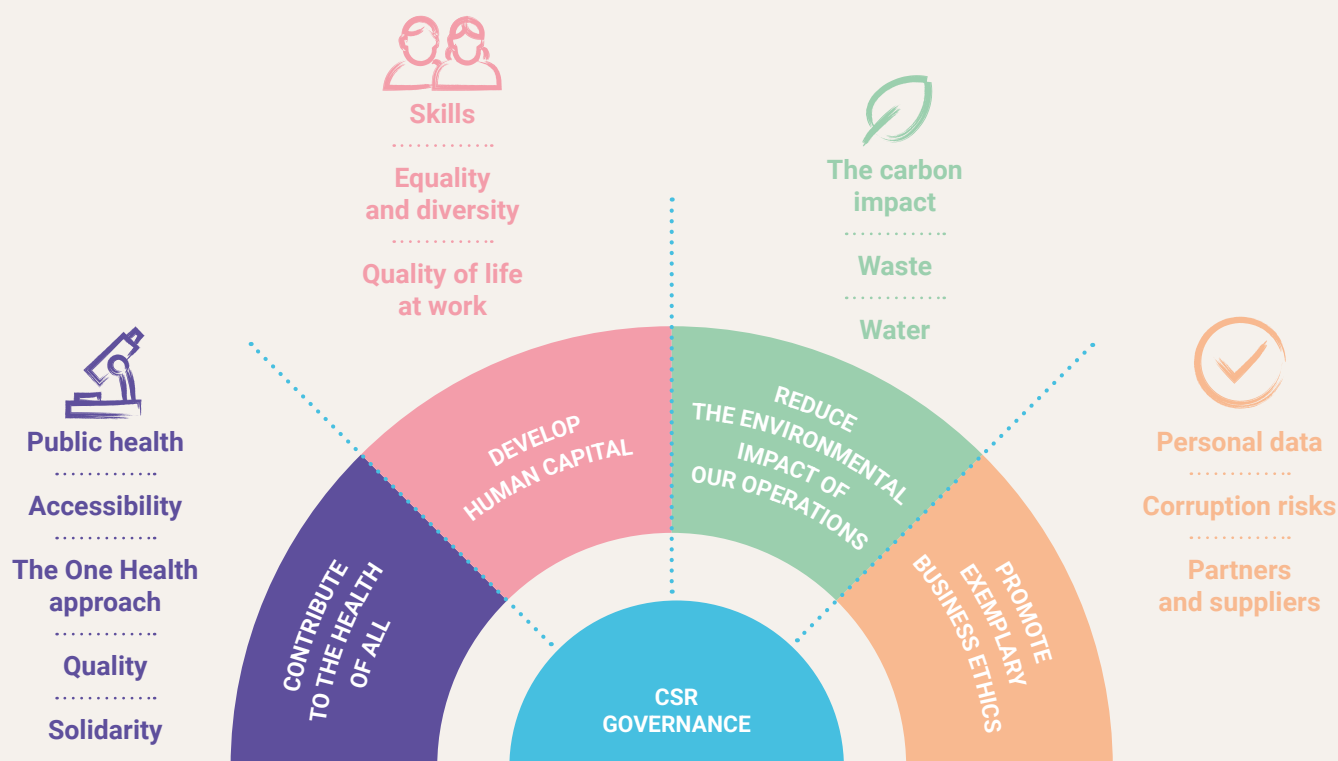 Skills
Equality
and diversity
Quality of life
at work
The carbon
impact
Waste
Water
Public health
Accessibility
The One Health
approach
Quality
Solidarity
Personal data
Corruption risks
Partners
and suppliers
CONTRIBUTE
TO THE HEALTH
OF ALL
DEVELOP
HUMAN CAPITAL
REDUCE
THE ENVIRONMENTAL
IMPACT OF
OUR OPERATIONS
PROMOTE
EXEMPLARY
BUSINESS ETHICS
CSR
GOVERNANCE